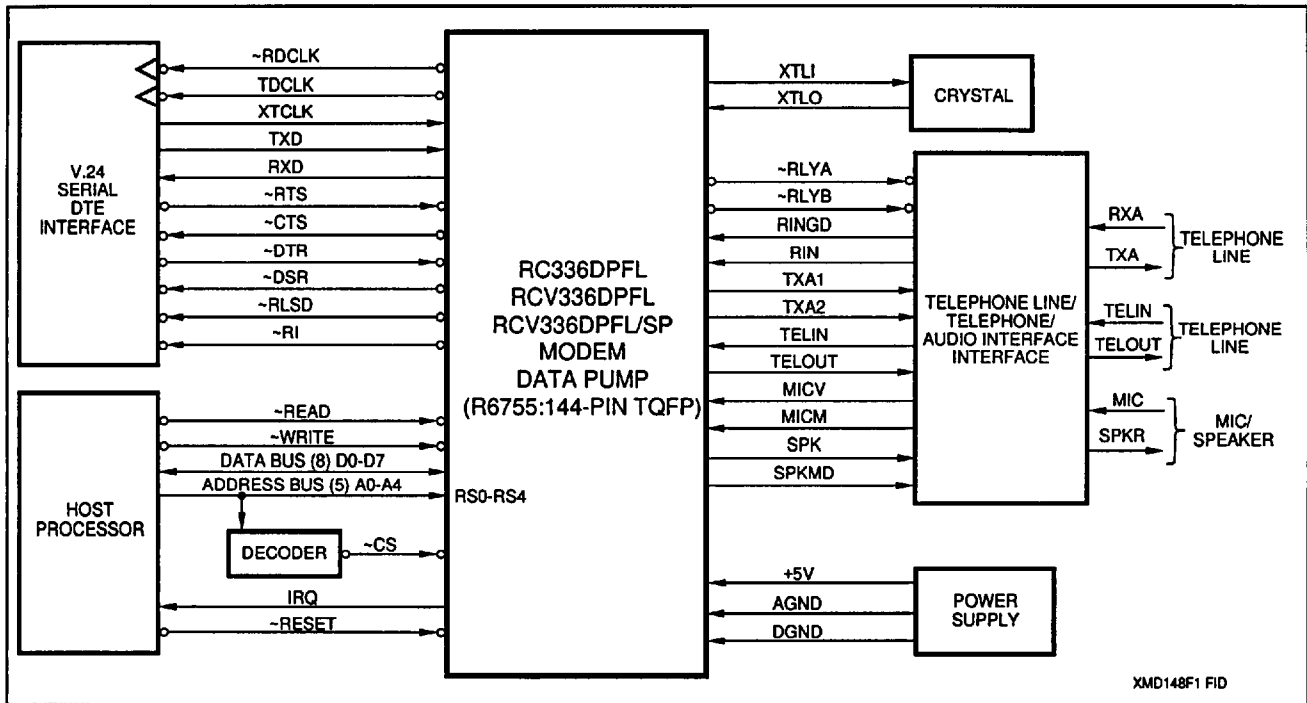 V.24
SERIAL
DTE
INTERFACE
~RDCLK
TDCLK
XTCLK
TXD
RXD
~RTS
~CTS
~DTR
~DSR
~RLSD
~RI
HOST
PROCESSOR
~READ
~WRITE
DATA BUS (8) D0-D7
ADDRESS BUS (5) A0-A4
DECODER
~CS
IRQ
~RESET
RS0-RS4
RC336DPFL
RCV336DPFL
RCV336DPFL/SP
MODEM
DATA PUMP
(R6755:144-PIN TQFP)
XTLI
XTLO
CRYSTAL
~RLYA
~RLYB
RINGD
RIN
TXA1
TXA2
TELIN
TELOUT
MICV
MICM
SPK
SPKMD
TELEPHONE LINE/
TELEPHONE/
AUDIO INTERFACE
INTERFACE
RXA
TXA
TELEPHONE
LINE
TELIN
TELOUT
TELEPHONE
LINE
MIC
SPKR
MIC/
SPEAKER
+5V
AGND
DGND
POWER
SUPPLY
XMD148F1 FID